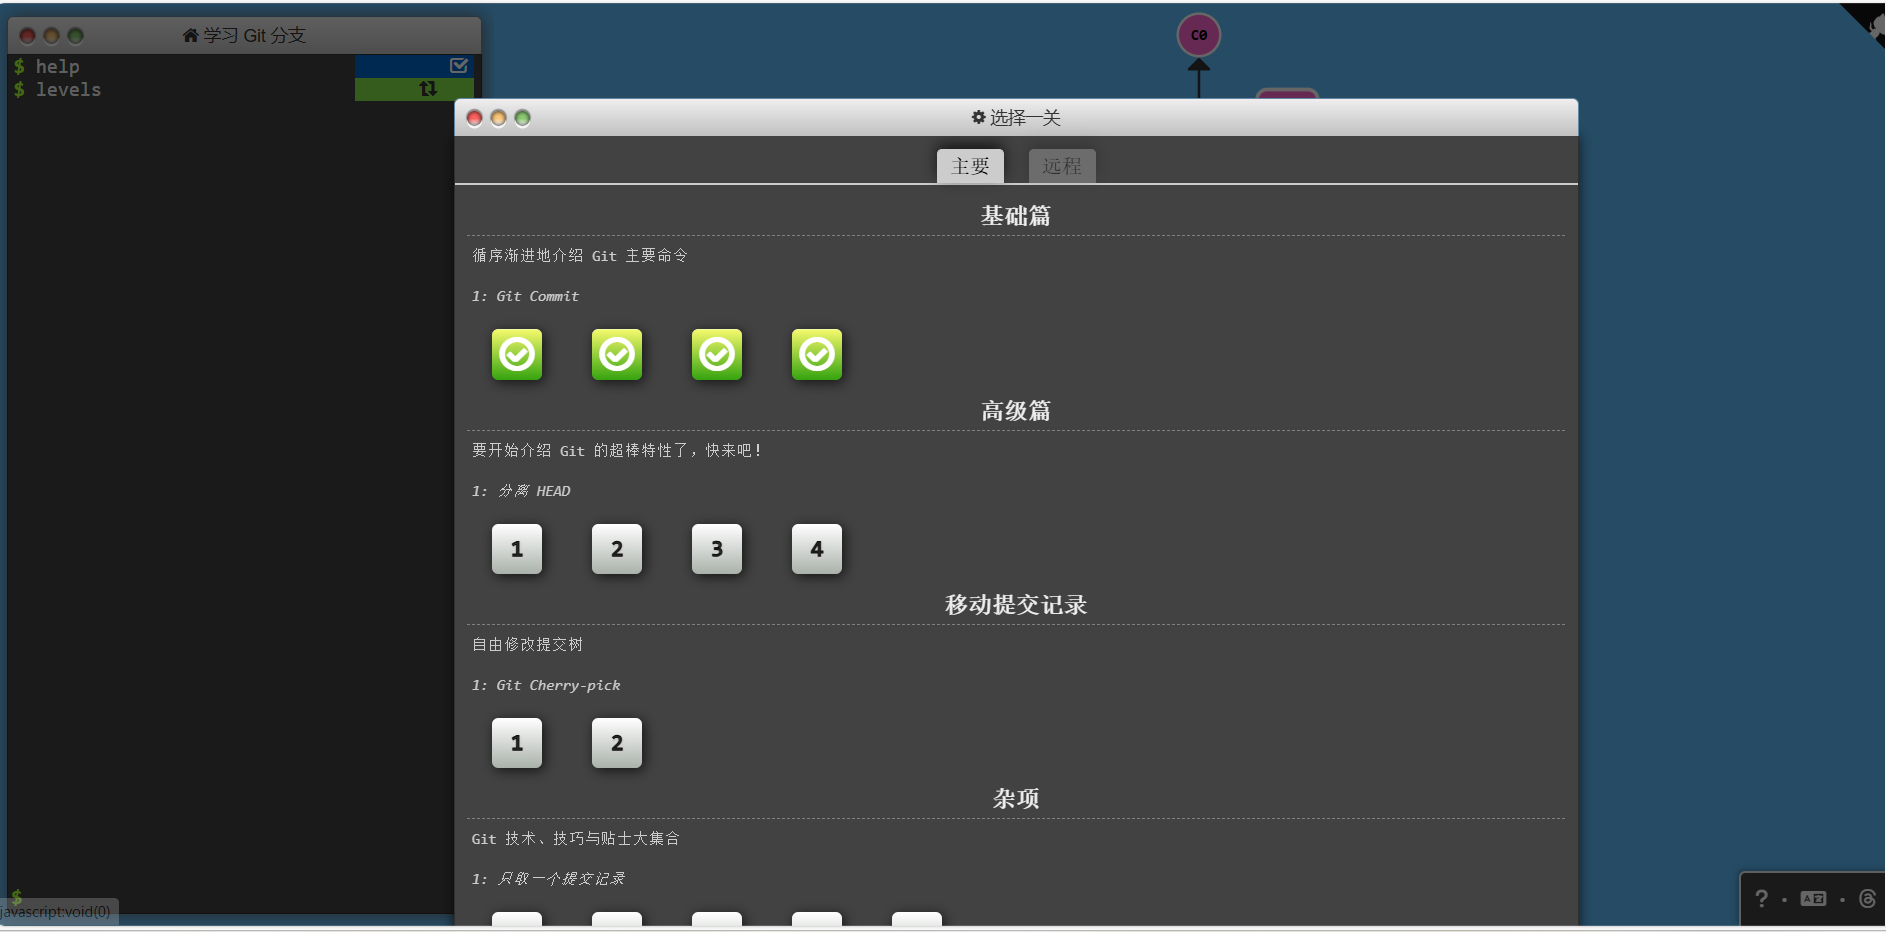 学习 Git 分支
$ help
$ levels
C0
选择一关
主要 远程
基础篇
循序渐进地介绍 Git 主要命令
1: Git Commit
高级篇
要开始介绍 Git 的超棒特性了，快来吧！
1: 分离 HEAD
1 2 3 4
移动提交记录
自由修改提交树
1: Git Cherry-pick
1 2
杂项
Git 技术、技巧与贴士大集合
1: 只取一个提交记录
$
javascript:void(0)
?